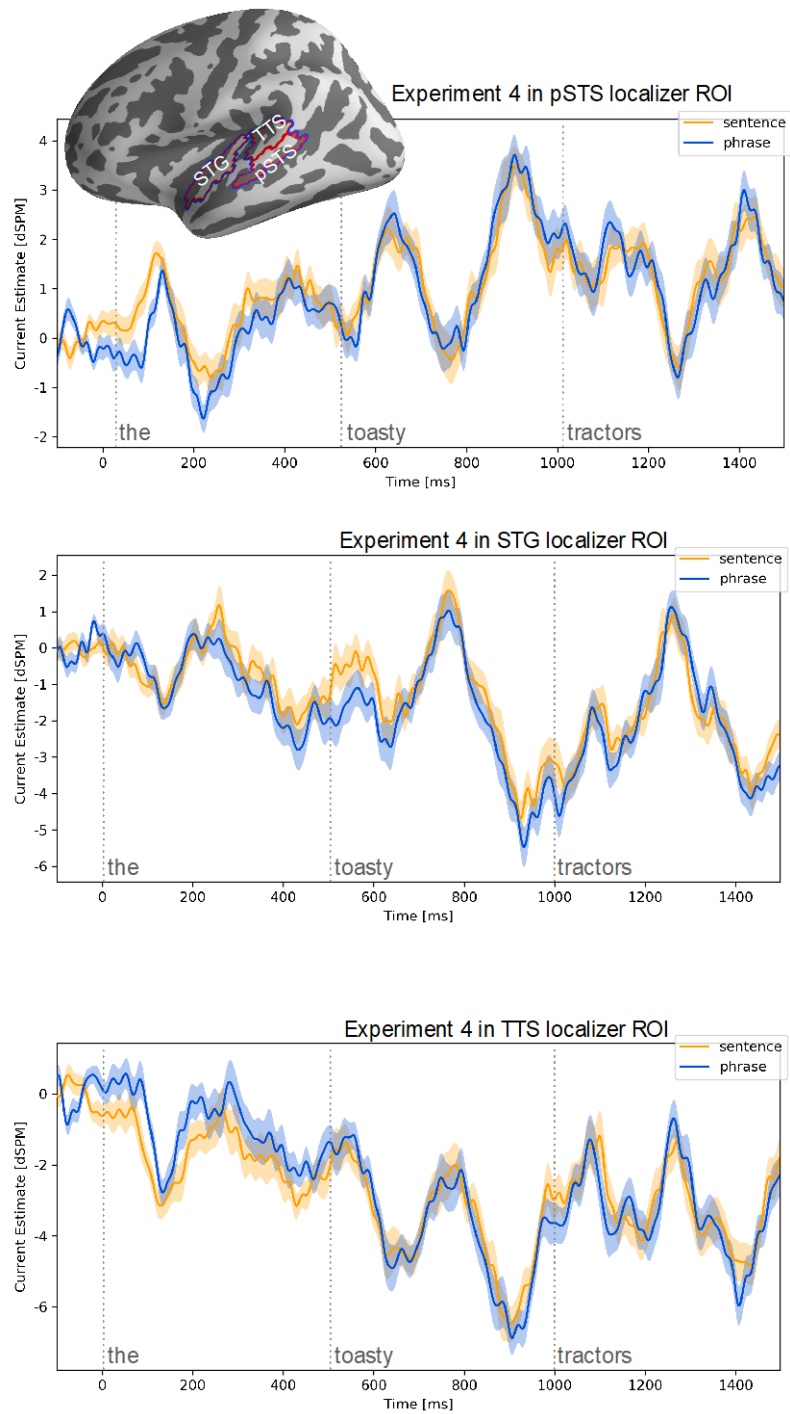 Experiment 4 in pSTS localizer ROI
sentence
phrase
STG
TTS
pSTS
Current Estimate [dSPM]
4
3
2
1
0
-1
-2
the
toasty
tractors
0 200 400 600 800 1000 1200 1400
Time [ms]
Experiment 4 in STG localizer ROI
sentence
phrase
Current Estimate [dSPM]
2
1
0
-1
-2
-3
-4
-5
-6
the
toasty
tractors
0 200 400 600 800 1000 1200 1400
Time [ms]
Experiment 4 in TTS localizer ROI
sentence
phrase
Current Estimate [dSPM]
0
-2
-4
-6
the
toasty
tractors
0 200 400 600 800 1000 1200 1400
Time [ms]